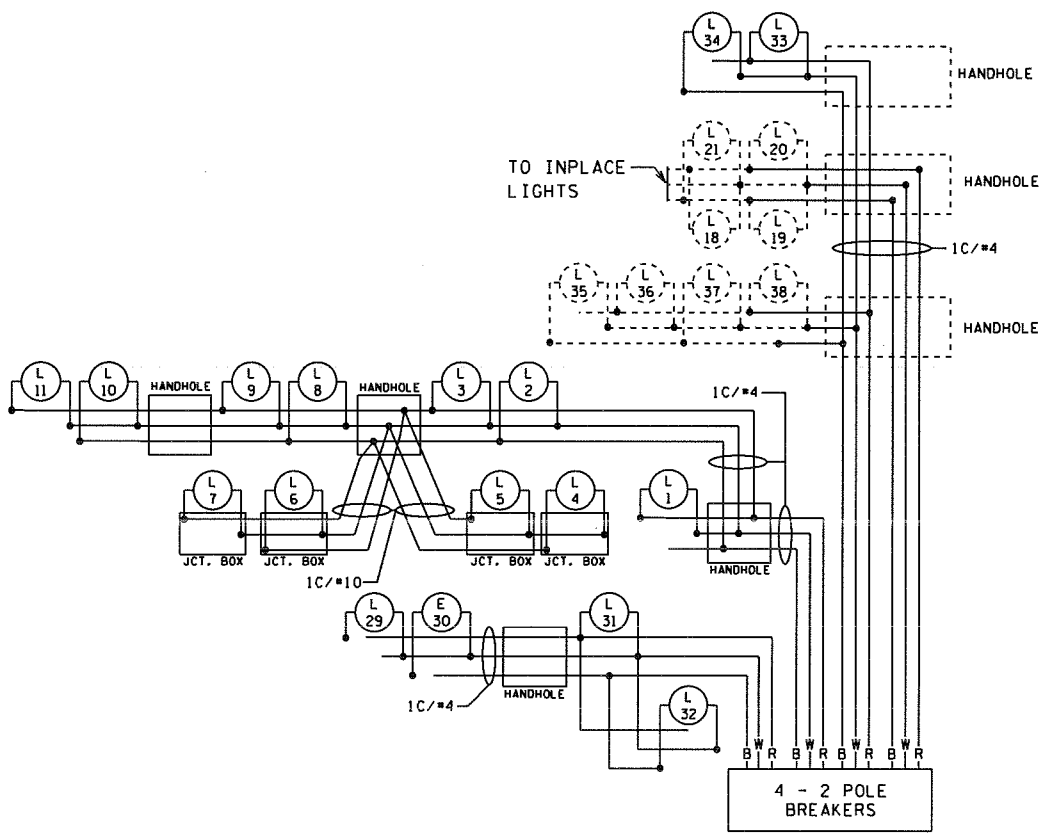 L
34
L
33
HANDHOLE
L
21
L
20
TO INPLACE
LIGHTS
HANDHOLE
L
18
L
19
1C/#4
L
35
L
36
L
37
L
38
HANDHOLE
L
11
L
10
HANDHOLE
L
9
L
8
HANDHOLE
L
3
L
2
1C/#4
L
7
L
6
L
5
L
4
L
1
JCT. BOX
JCT. BOX
JCT. BOX
JCT. BOX
HANDHOLE
1C/#10
L
29
E
30
L
31
HANDHOLE
1C/#4
L
32
B W R B W R B W R B W R
4 - 2 POLE
BREAKERS